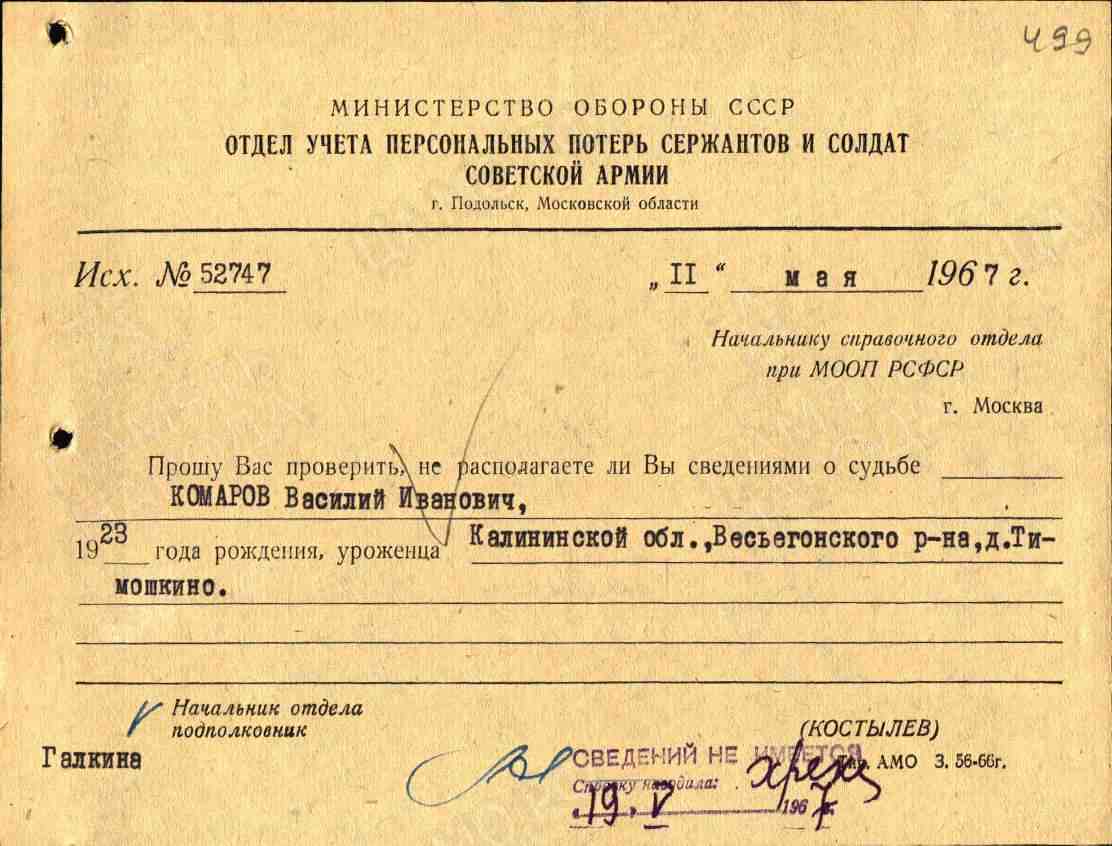 499
МИНИСТЕРСТВО ОБОРОНЫ СССР
ОТДЕЛ УЧЕТА ПЕРСОНАЛЬНЫХ ПОТЕРЬ СЕРЖАНТОВ И СОЛДАТ
СОВЕТСКОЙ АРМИИ
г. Подольск, Московской области
Исх. № 52747 „II“ мая 1967 г.
Начальнику справочного отдела
при МООП РСФСР
г. Москва
Прошу Вас проверить, не располагаете ли Вы сведениями о судьбе
КОМАРОВ Василий Иванович,
1923 года рождения, уроженца Калининской обл.,Весьегонского р-на,д.Ти-
мошкино.
Начальник отдела
подполковник
(КОСТЫЛЕВ)
Галкина
СВЕДЕНИЙ НЕ ИМЕЕТСЯ
Тар. АМО З. 56-66г.
Справку наводила:
„19. V 1967 г.